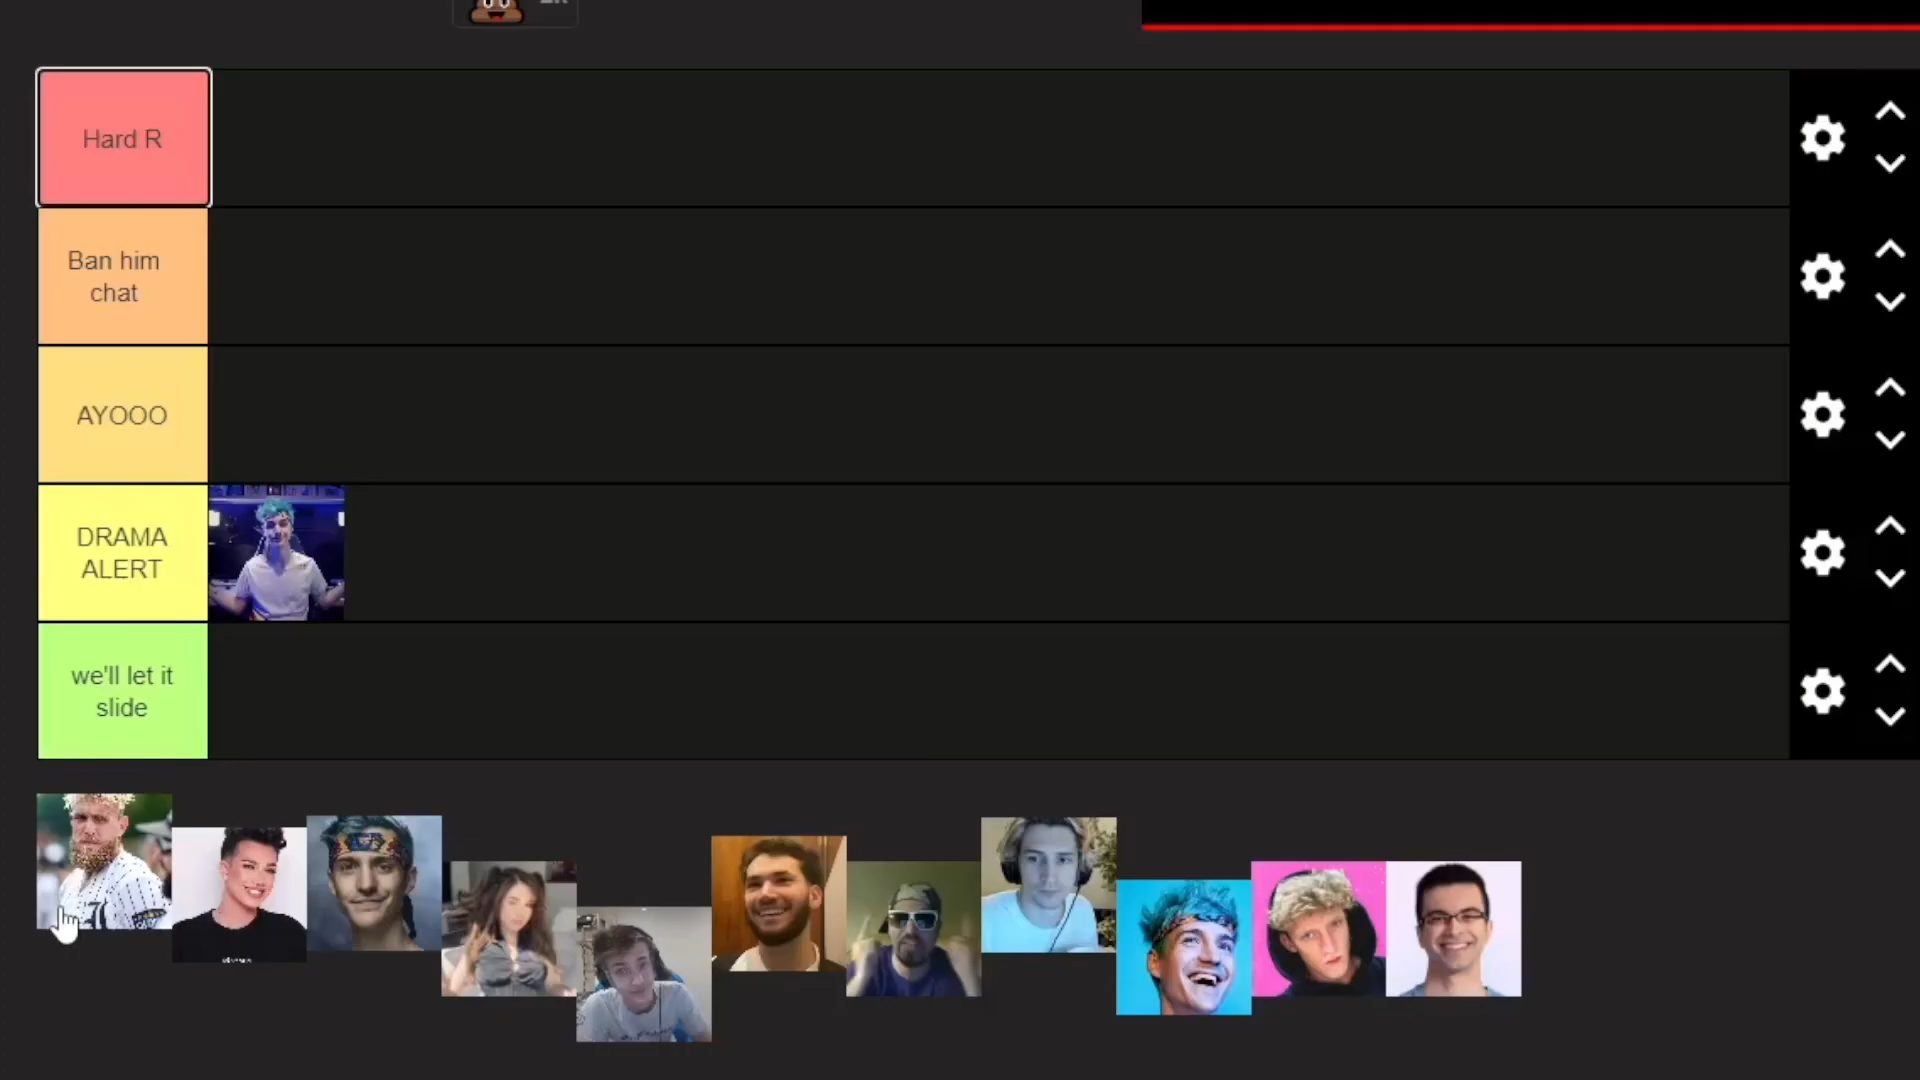 Hard R
Ban him
chat
AYOOO
DRAMA
ALERT
we'll let it
slide